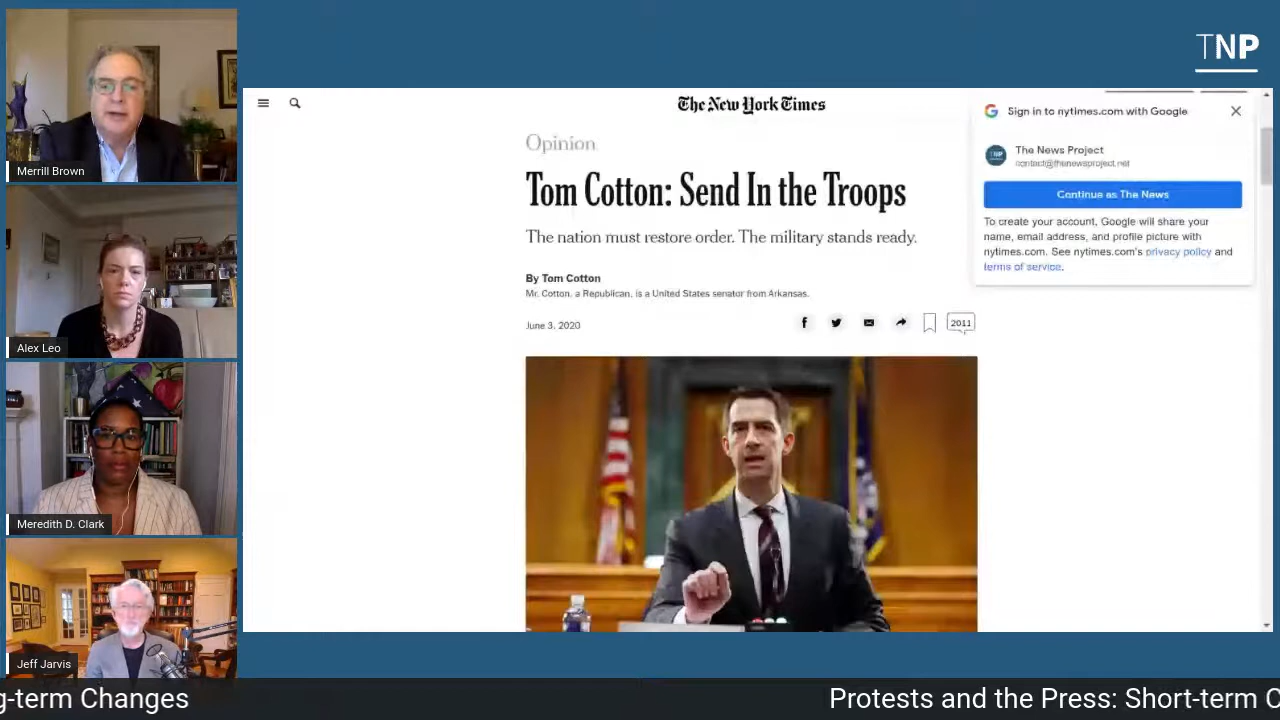 TNP
Merrill Brown
Alex Leo
Meredith D. Clark
Jeff Jarvis
The New York Times
Opinion
Tom Cotton: Send In the Troops
The nation must restore order. The military stands ready.
By Tom Cotton
Mr. Cotton, a Republican, is a United States senator from Arkansas.
June 3, 2020
2011
Sign in to nytimes.com with Google
TNP
The News Project
contact@thenewsproject.net
Continue as The News
To create your account, Google will share your
name, email address, and profile picture with
nytimes.com. See nytimes.com's privacy policy and
terms of service.
g-term Changes
Protests and the Press: Short-term C